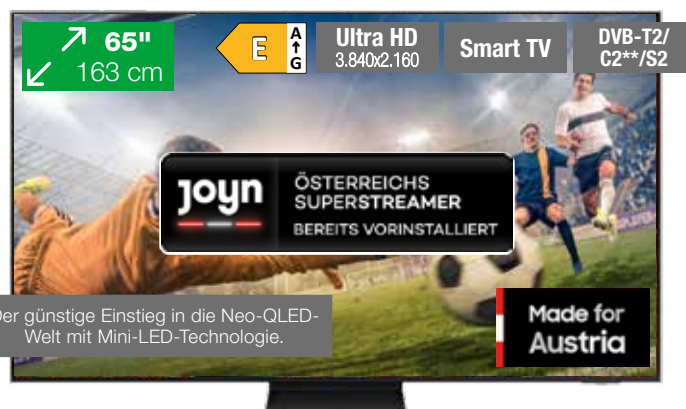 65"
163 cm
E
A
G
Ultra HD
3.840x2.160
Smart TV
DVB-T2/
C2**/S2
joyn
ÖSTERREICHS
SUPERSTREAMER
BEREITS VORINSTALLIERT
Der günstige Einstieg in die Neo-QLED-
Welt mit Mini-LED-Technologie.
Made for
Austria